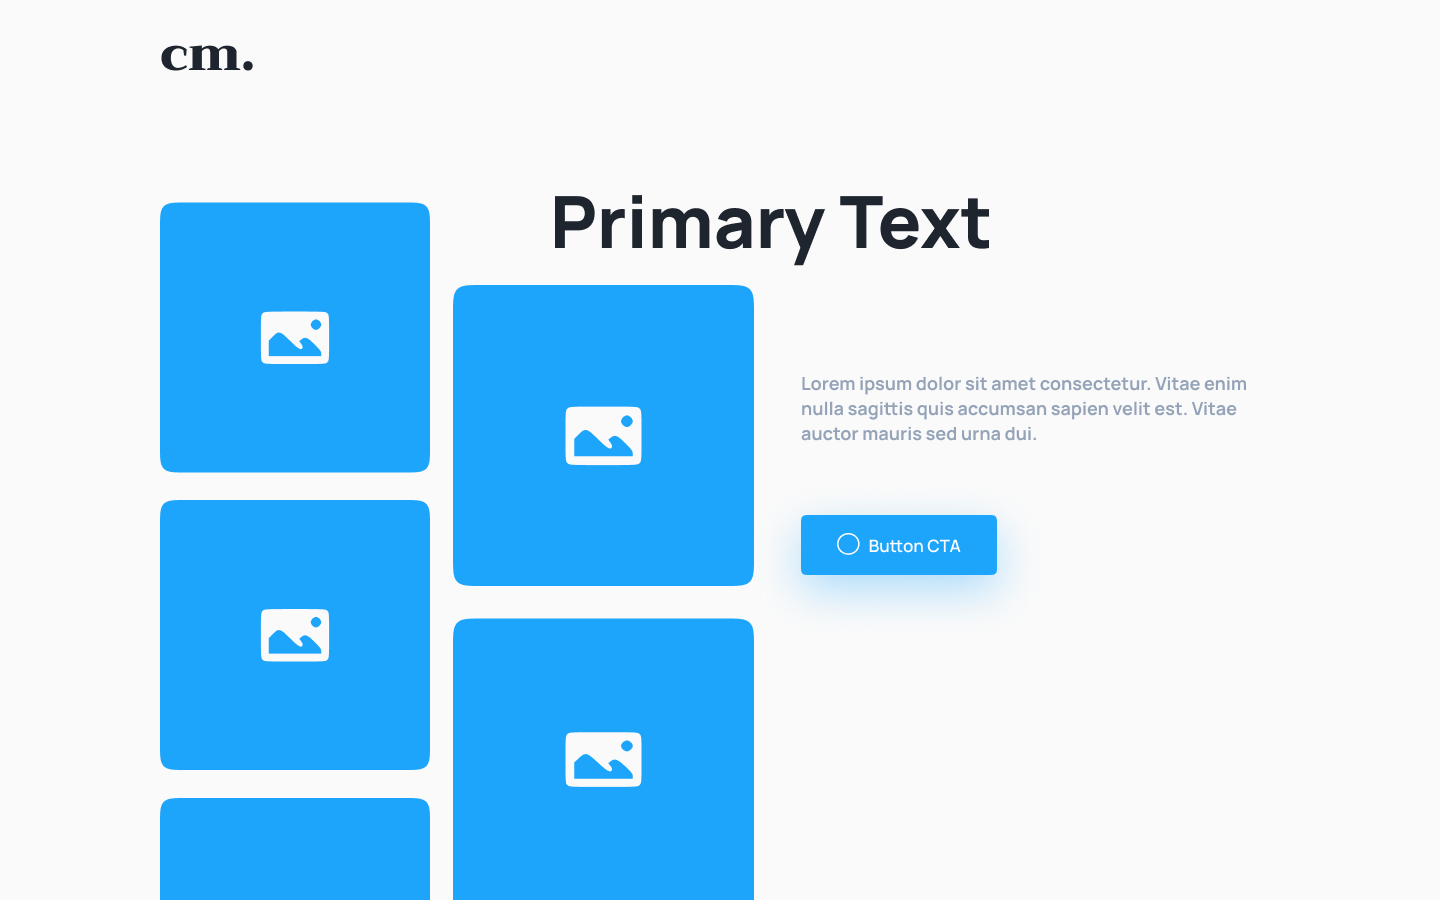 cm.
Primary Text
Lorem ipsum dolor sit amet consectetur. Vitae enim
nulla sagittis quis accumsan sapien velit est. Vitae
auctor mauris sed urna dui.
Button CTA